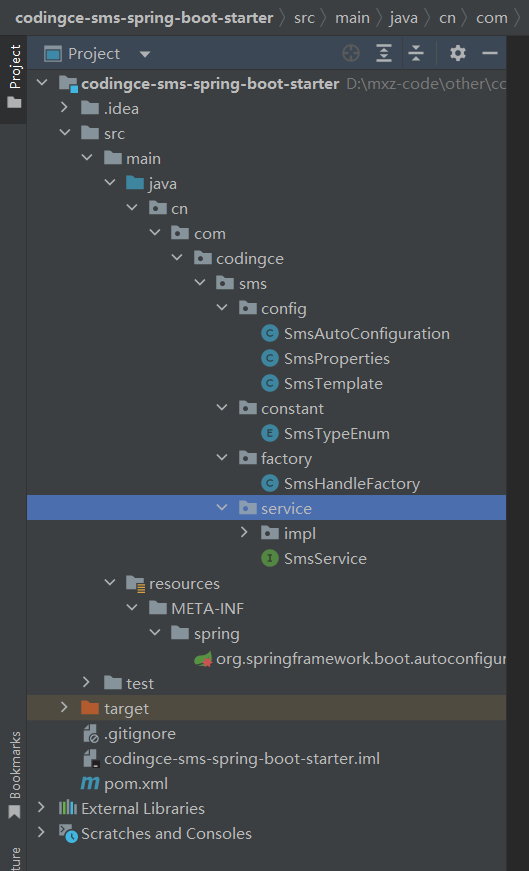 codingce-sms-spring-boot-starter 〉 src 〉 main 〉 java 〉 cn 〉 com 〉
Project
Project
codingce-sms-spring-boot-starter D:\mxz-code\other\cc
.idea
src
main
java
cn
com
codingce
sms
config
SmsAutoConfiguration
SmsProperties
SmsTemplate
constant
SmsTypeEnum
factory
SmsHandleFactory
service
impl
SmsService
resources
META-INF
spring
org.springframework.boot.autoconfigur
test
target
.gitignore
codingce-sms-spring-boot-starter.iml
pom.xml
External Libraries
Scratches and Consoles
Bookmarks